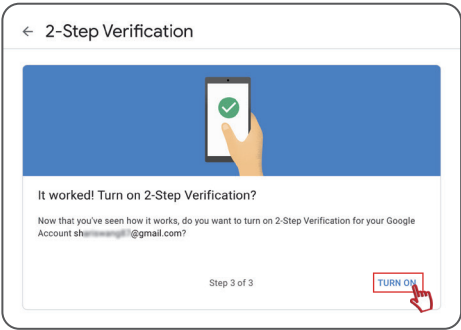 ← 2-Step Verification
It worked! Turn on 2-Step Verification?
Now that you've seen how it works, do you want to turn on 2-Step Verification for your Google
Account sh @gmail.com?
Step 3 of 3
TURN ON